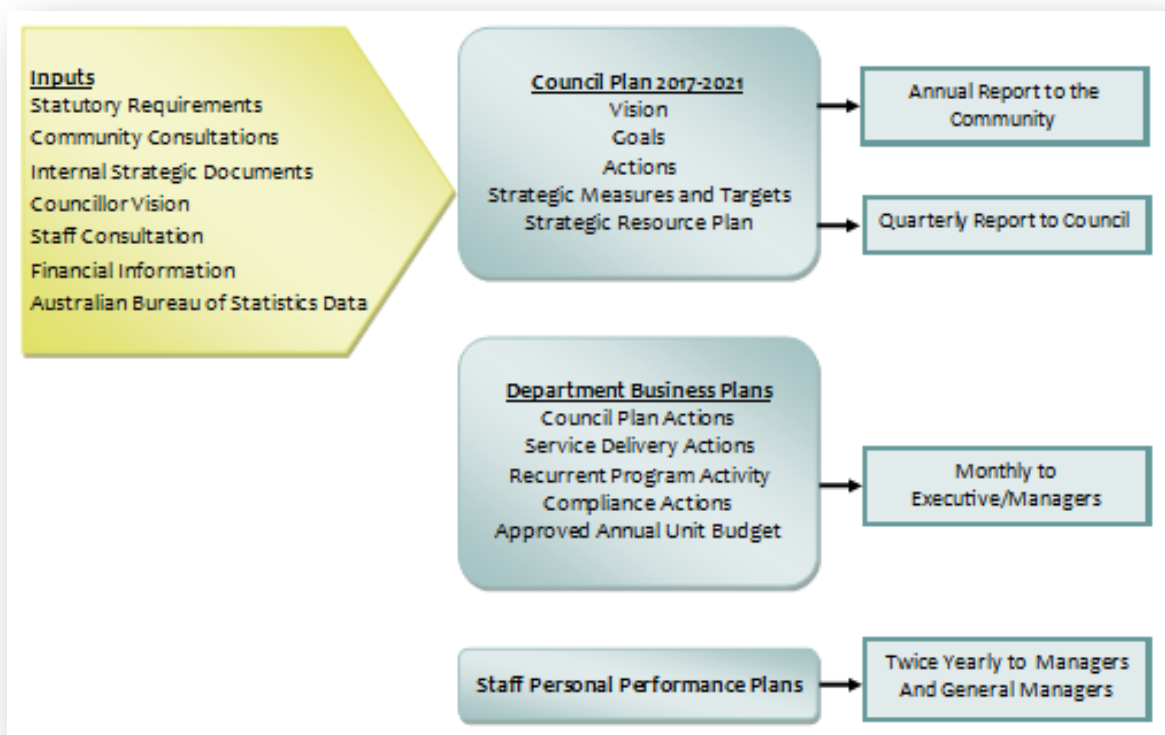 Inputs
Statutory Requirements
Community Consultations
Internal Strategic Documents
Councillor Vision
Staff Consultation
Financial Information
Australian Bureau of Statistics Data
Council Plan 2017-2021
Vision
Goals
Actions
Strategic Measures and Targets
Strategic Resource Plan
Annual Report to the
Community
Quarterly Report to Council
Department Business Plans
Council Plan Actions
Service Delivery Actions
Recurrent Program Activity
Compliance Actions
Approved Annual Unit Budget
Monthly to
Executive/Managers
Staff Personal Performance Plans
Twice Yearly to Managers
And General Managers